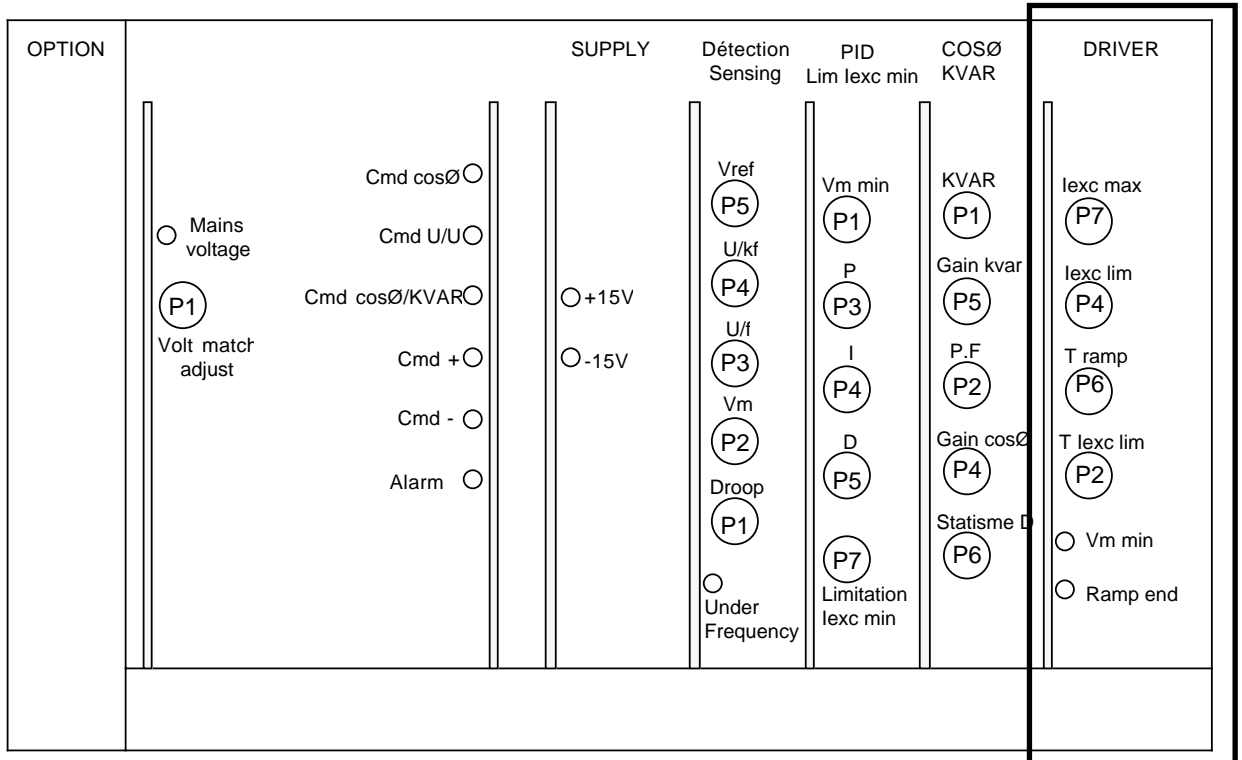 OPTION
SUPPLY
Détection
Sensing
PID
Lim Iexc min
COSØ
KVAR
DRIVER
Mains
voltage
P1
Volt match
adjust
Cmd cosØ
Cmd U/U
Cmd cosØ/KVAR
Cmd +
Cmd -
Alarm
+15V
-15V
Vref
P5
U/kf
P4
U/f
P3
Vm
P2
Droop
P1
Under
Frequency
Vm min
P1
P
P3
I
P4
D
P5
P7
Limitation
Iexc min
KVAR
P1
Gain kvar
P5
P.F
P2
Gain cosØ
P4
Statisme D
P6
Iexc max
P7
Iexc lim
P4
T ramp
P6
T Iexc lim
P2
Vm min
Ramp end